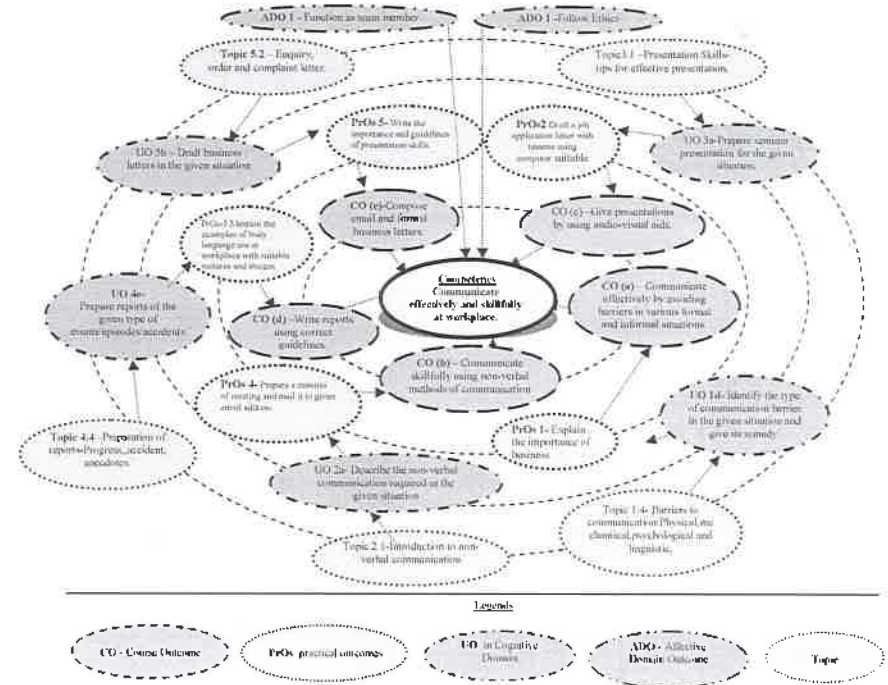 ADO 1 - Function as team member
ADO 1 -Follow Ethics
Topic 5.2 – Enquiry,
order and complaint letter.
Topic3.1 -Presentation Skills-
tips for effective presentation.
PrOs 5- Write the
importance and guidelines
of presentation skills.
PrOs2 Draft a job
application letter with
resume using
computer suitable
UO 5b – Draft business
letters in the given situation
UO 3a-Prepare seminar
presentation for the given
situation.
CO (e)-Compose
email and formal
business letters.
CO (c) – Give presentations
by using audio-visual aids.
PrOs-3 Mention the
examples of body
language use at
workplace with suitable
Competency
Communicate
effectively and skillfully
at workplace.
CO (a) – Communicate
effectively by avoiding
barriers in various formal
and informal situations.
UO 4c-
Prepare reports of the
given type of
events/episodes/accidents.
CO (d) –Write reports
using correct
guidelines.
CO (b) – Communicate
skillfully using non-verbal
methods of communication
PrOs 4- Prepare
of meeting and mail it to given
email address.
UO 1d- Identify the type
of communication barrier
in the given situation and
give its remedy
PrOs 1- Explain
the importance of
business
Topic 4.4 –Preparation of
reports-Progress, accident,
anecdotes.
UO 2a- Describe the non-verbal
communication required in the
given situation
Topic 1.4- Barriers to
communication:Physical,
chemical,psychological and
linguistic.
Topic 2.1-Introduction to non-
verbal communication
Legends
CO - Course Outcome
PrOs practical outcomes
UO in Cognitive
Domain
ADO - Affective
Domain Outcome
Topic